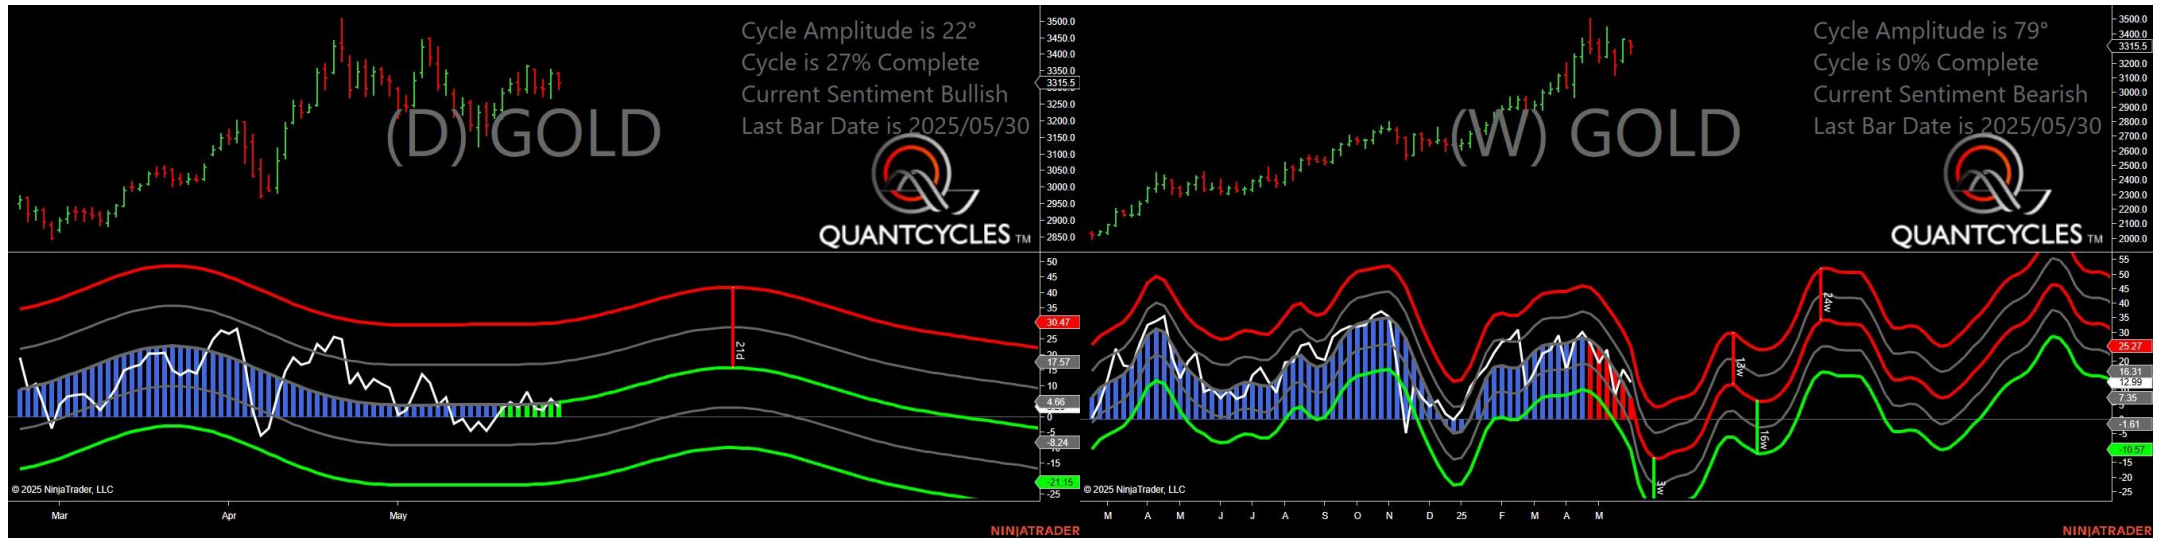 Cycle Amplitude is 22°
Cycle is 27% Complete
Current Sentiment Bullish
Last Bar Date is 2025/05/30
(D) GOLD
QUANTCYCLES TM
3500.0
3450.0
3400.0
3350.0
3315.5
3250.0
3200.0
3150.0
3100.0
3050.0
3000.0
2950.0
2900.0
2850.0
50
45
40
35
30.47
25
20
17.57
15
10
4.66
0
-5
-8.24
-15
-21.15
-25
21d
© 2025 NinjaTrader, LLC
Mar
Apr
May
NINJATRADER
Cycle Amplitude is 79°
Cycle is 0% Complete
Current Sentiment Bearish
Last Bar Date is 2025/05/30
(W) GOLD
QUANTCYCLES TM
3500.0
3400.0
3315.5
3200.0
3100.0
3000.0
2900.0
2800.0
2700.0
2600.0
2500.0
2400.0
2300.0
2200.0
2100.0
2000.0
55
50
45
40
35
30
25.27
20
16.31
12.99
7.35
-1.61
-5
-10.57
-15
-20
-25
24w
13w
16w
3w
© 2025 NinjaTrader, LLC
M A M J J A S O N D 25 F M A M
NINJATRADER